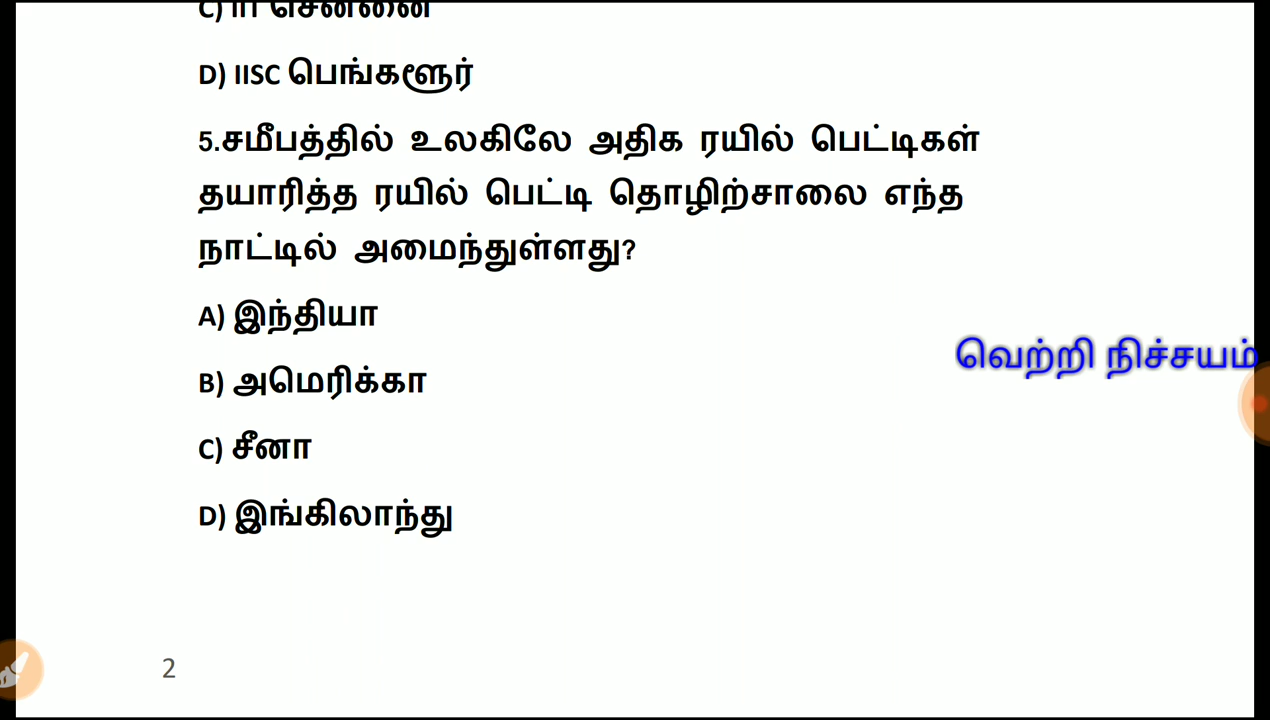 C) IIT சென்னை
D) IISC பெங்களூர்
5.சமீபத்தில் உலகிலே அதிக ரயில் பெட்டிகள்
தயாரித்த ரயில் பெட்டி தொழிற்சாலை எந்த
நாட்டில் அமைந்துள்ளது?
A) இந்தியா
வெற்றி நிச்சயம்
B) அமெரிக்கா
C) சீனா
D) இங்கிலாந்து
2